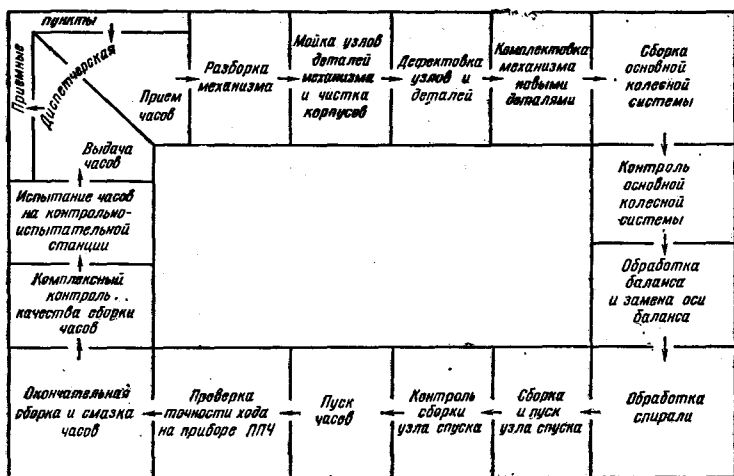 Приемные
пункты
Диспетчерская
Прием
часов
Разборка
механизма
Мойка узлов
деталей
механизма
и чистка
корпусов
Дефектовка
узлов и
деталей
Комплектовка
механизма
новыми
деталями
Сборка
основной
колесной
системы
Контроль
основной
колесной
системы
Обработка
баланса
и замена оси
баланса
Обработка
спирали
Сборка
и пуск
узла спуска
Контроль
сборки
узла спуска
Пуск
часов
Проверка
точности хода
на приборе ППЧ
Окончательная
сборка и смазка
часов
Комплексный
контроль
качества сборки
часов
Испытание часов
на контрольно-
испытательной
станции
Выдача
часов